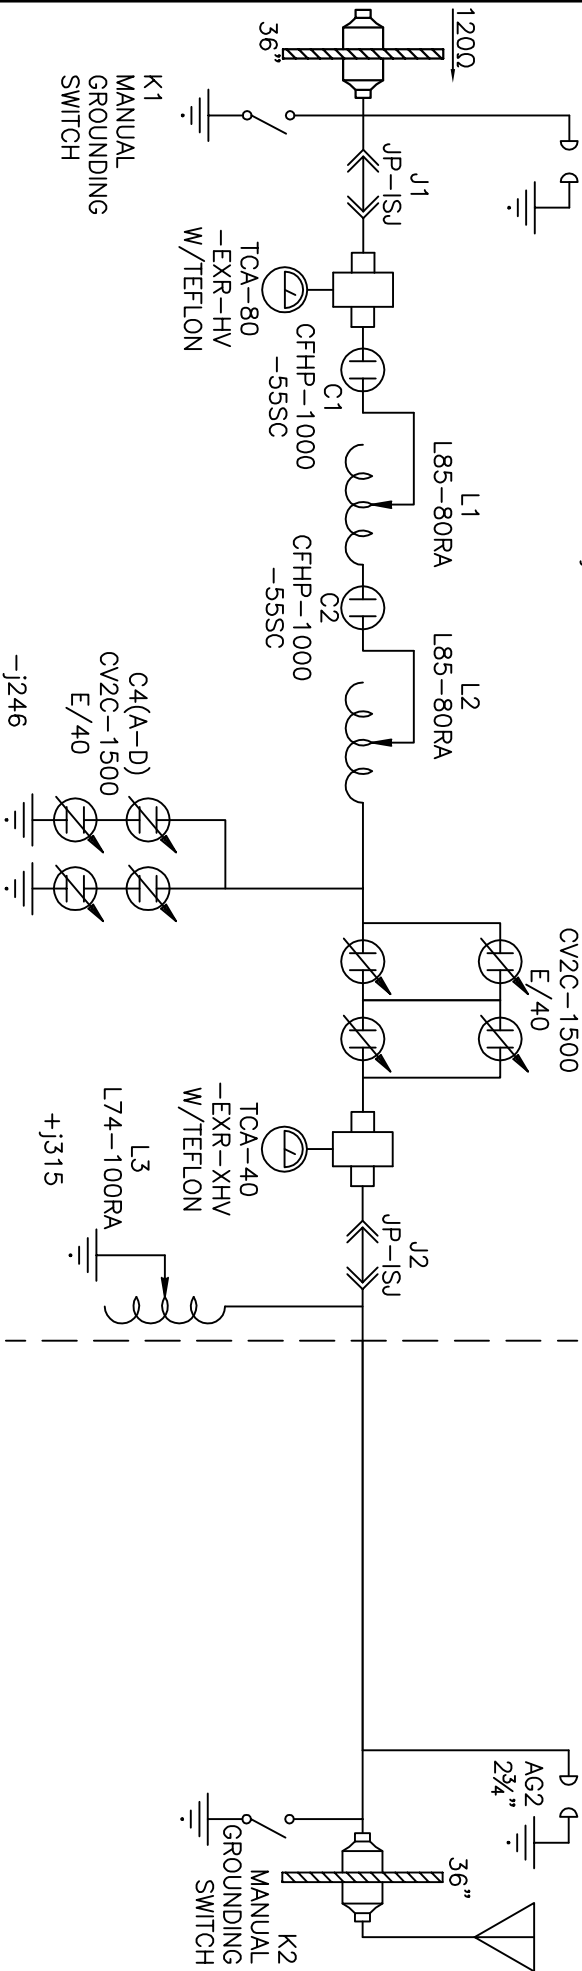 120Ω
36"
K1
MANUAL
GROUNDING
SWITCH
J1
JP-ISJ
TCA-80
-EXR-HV
W/TEFLON
C1
CFHP-1000
-55SC
L1
L85-80RA
C2
CFHP-1000
-55SC
L2
L85-80RA
C4(A-D)
CV2C-1500
E/40
-j246
CV2C-1500
E/40
TCA-40
-EXR-XHV
W/TEFLON
L3
L74-100RA
+j315
J2
JP-ISJ
AG2
2¾"
36"
K2
MANUAL
GROUNDING
SWITCH